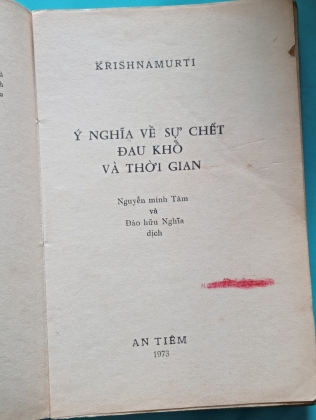 KRISHNAMURTI
Ý NGHĨA VỀ SỰ CHẾT
ĐAU KHỔ
VÀ THỜI GIAN
Nguyễn minh Tâm
và
Đào hữu Nghĩa
dịch
AN TIÊM
1973